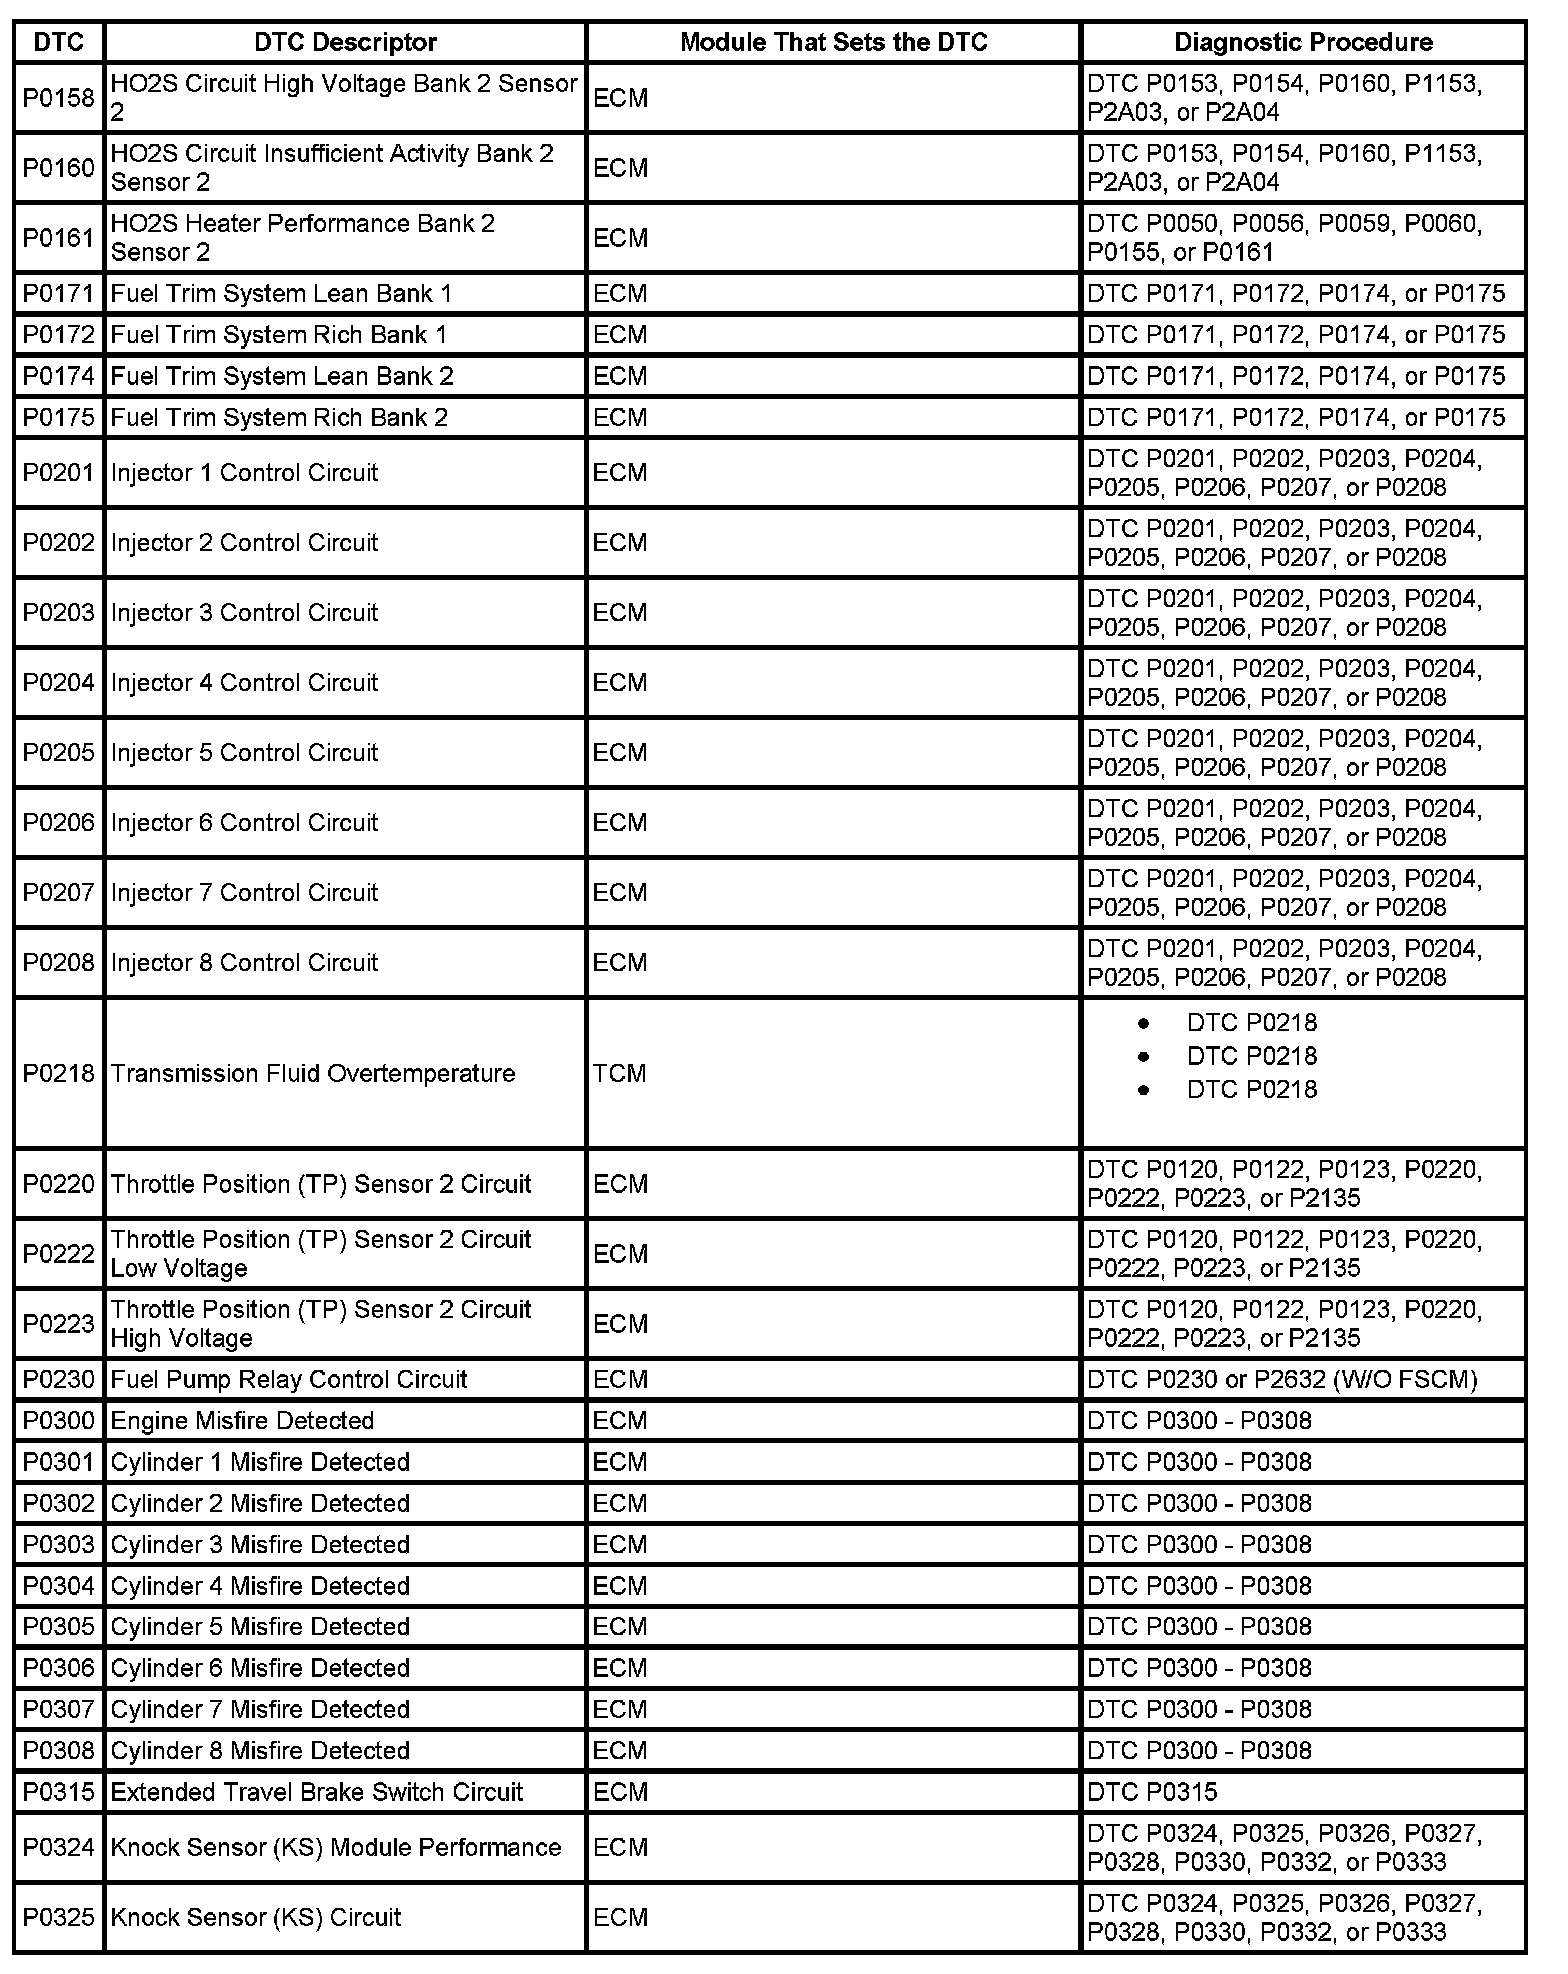 DTC DTC Descriptor Module That Sets the DTC Diagnostic Procedure
P0158 HO2S Circuit High Voltage Bank 2 Sensor 2 ECM DTC P0153, P0154, P0160, P1153, P2A03, or P2A04
P0160 HO2S Circuit Insufficient Activity Bank 2 Sensor 2 ECM DTC P0153, P0154, P0160, P1153, P2A03, or P2A04
P0161 HO2S Heater Performance Bank 2 Sensor 2 ECM DTC P0050, P0056, P0059, P0060, P0155, or P0161
P0171 Fuel Trim System Lean Bank 1 ECM DTC P0171, P0172, P0174, or P0175
P0172 Fuel Trim System Rich Bank 1 ECM DTC P0171, P0172, P0174, or P0175
P0174 Fuel Trim System Lean Bank 2 ECM DTC P0171, P0172, P0174, or P0175
P0175 Fuel Trim System Rich Bank 2 ECM DTC P0171, P0172, P0174, or P0175
P0201 Injector 1 Control Circuit ECM DTC P0201, P0202, P0203, P0204, P0205, P0206, P0207, or P0208
P0202 Injector 2 Control Circuit ECM DTC P0201, P0202, P0203, P0204, P0205, P0206, P0207, or P0208
P0203 Injector 3 Control Circuit ECM DTC P0201, P0202, P0203, P0204, P0205, P0206, P0207, or P0208
P0204 Injector 4 Control Circuit ECM DTC P0201, P0202, P0203, P0204, P0205, P0206, P0207, or P0208
P0205 Injector 5 Control Circuit ECM DTC P0201, P0202, P0203, P0204, P0205, P0206, P0207, or P0208
P0206 Injector 6 Control Circuit ECM DTC P0201, P0202, P0203, P0204, P0205, P0206, P0207, or P0208
P0207 Injector 7 Control Circuit ECM DTC P0201, P0202, P0203, P0204, P0205, P0206, P0207, or P0208
P0208 Injector 8 Control Circuit ECM DTC P0201, P0202, P0203, P0204, P0205, P0206, P0207, or P0208
P0218 Transmission Fluid Overtemperature TCM
• DTC P0218
• DTC P0218
• DTC P0218
P0220 Throttle Position (TP) Sensor 2 Circuit ECM DTC P0120, P0122, P0123, P0220, P0222, P0223, or P2135
P0222 Throttle Position (TP) Sensor 2 Circuit Low Voltage ECM DTC P0120, P0122, P0123, P0220, P0222, P0223, or P2135
P0223 Throttle Position (TP) Sensor 2 Circuit High Voltage ECM DTC P0120, P0122, P0123, P0220, P0222, P0223, or P2135
P0230 Fuel Pump Relay Control Circuit ECM DTC P0230 or P2632 (W/O FSCM)
P0300 Engine Misfire Detected ECM DTC P0300 - P0308
P0301 Cylinder 1 Misfire Detected ECM DTC P0300 - P0308
P0302 Cylinder 2 Misfire Detected ECM DTC P0300 - P0308
P0303 Cylinder 3 Misfire Detected ECM DTC P0300 - P0308
P0304 Cylinder 4 Misfire Detected ECM DTC P0300 - P0308
P0305 Cylinder 5 Misfire Detected ECM DTC P0300 - P0308
P0306 Cylinder 6 Misfire Detected ECM DTC P0300 - P0308
P0307 Cylinder 7 Misfire Detected ECM DTC P0300 - P0308
P0308 Cylinder 8 Misfire Detected ECM DTC P0300 - P0308
P0315 Extended Travel Brake Switch Circuit ECM DTC P0315
P0324 Knock Sensor (KS) Module Performance ECM DTC P0324, P0325, P0326, P0327, P0328, P0330, P0332, or P0333
P0325 Knock Sensor (KS) Circuit ECM DTC P0324, P0325, P0326, P0327, P0328, P0330, P0332, or P0333